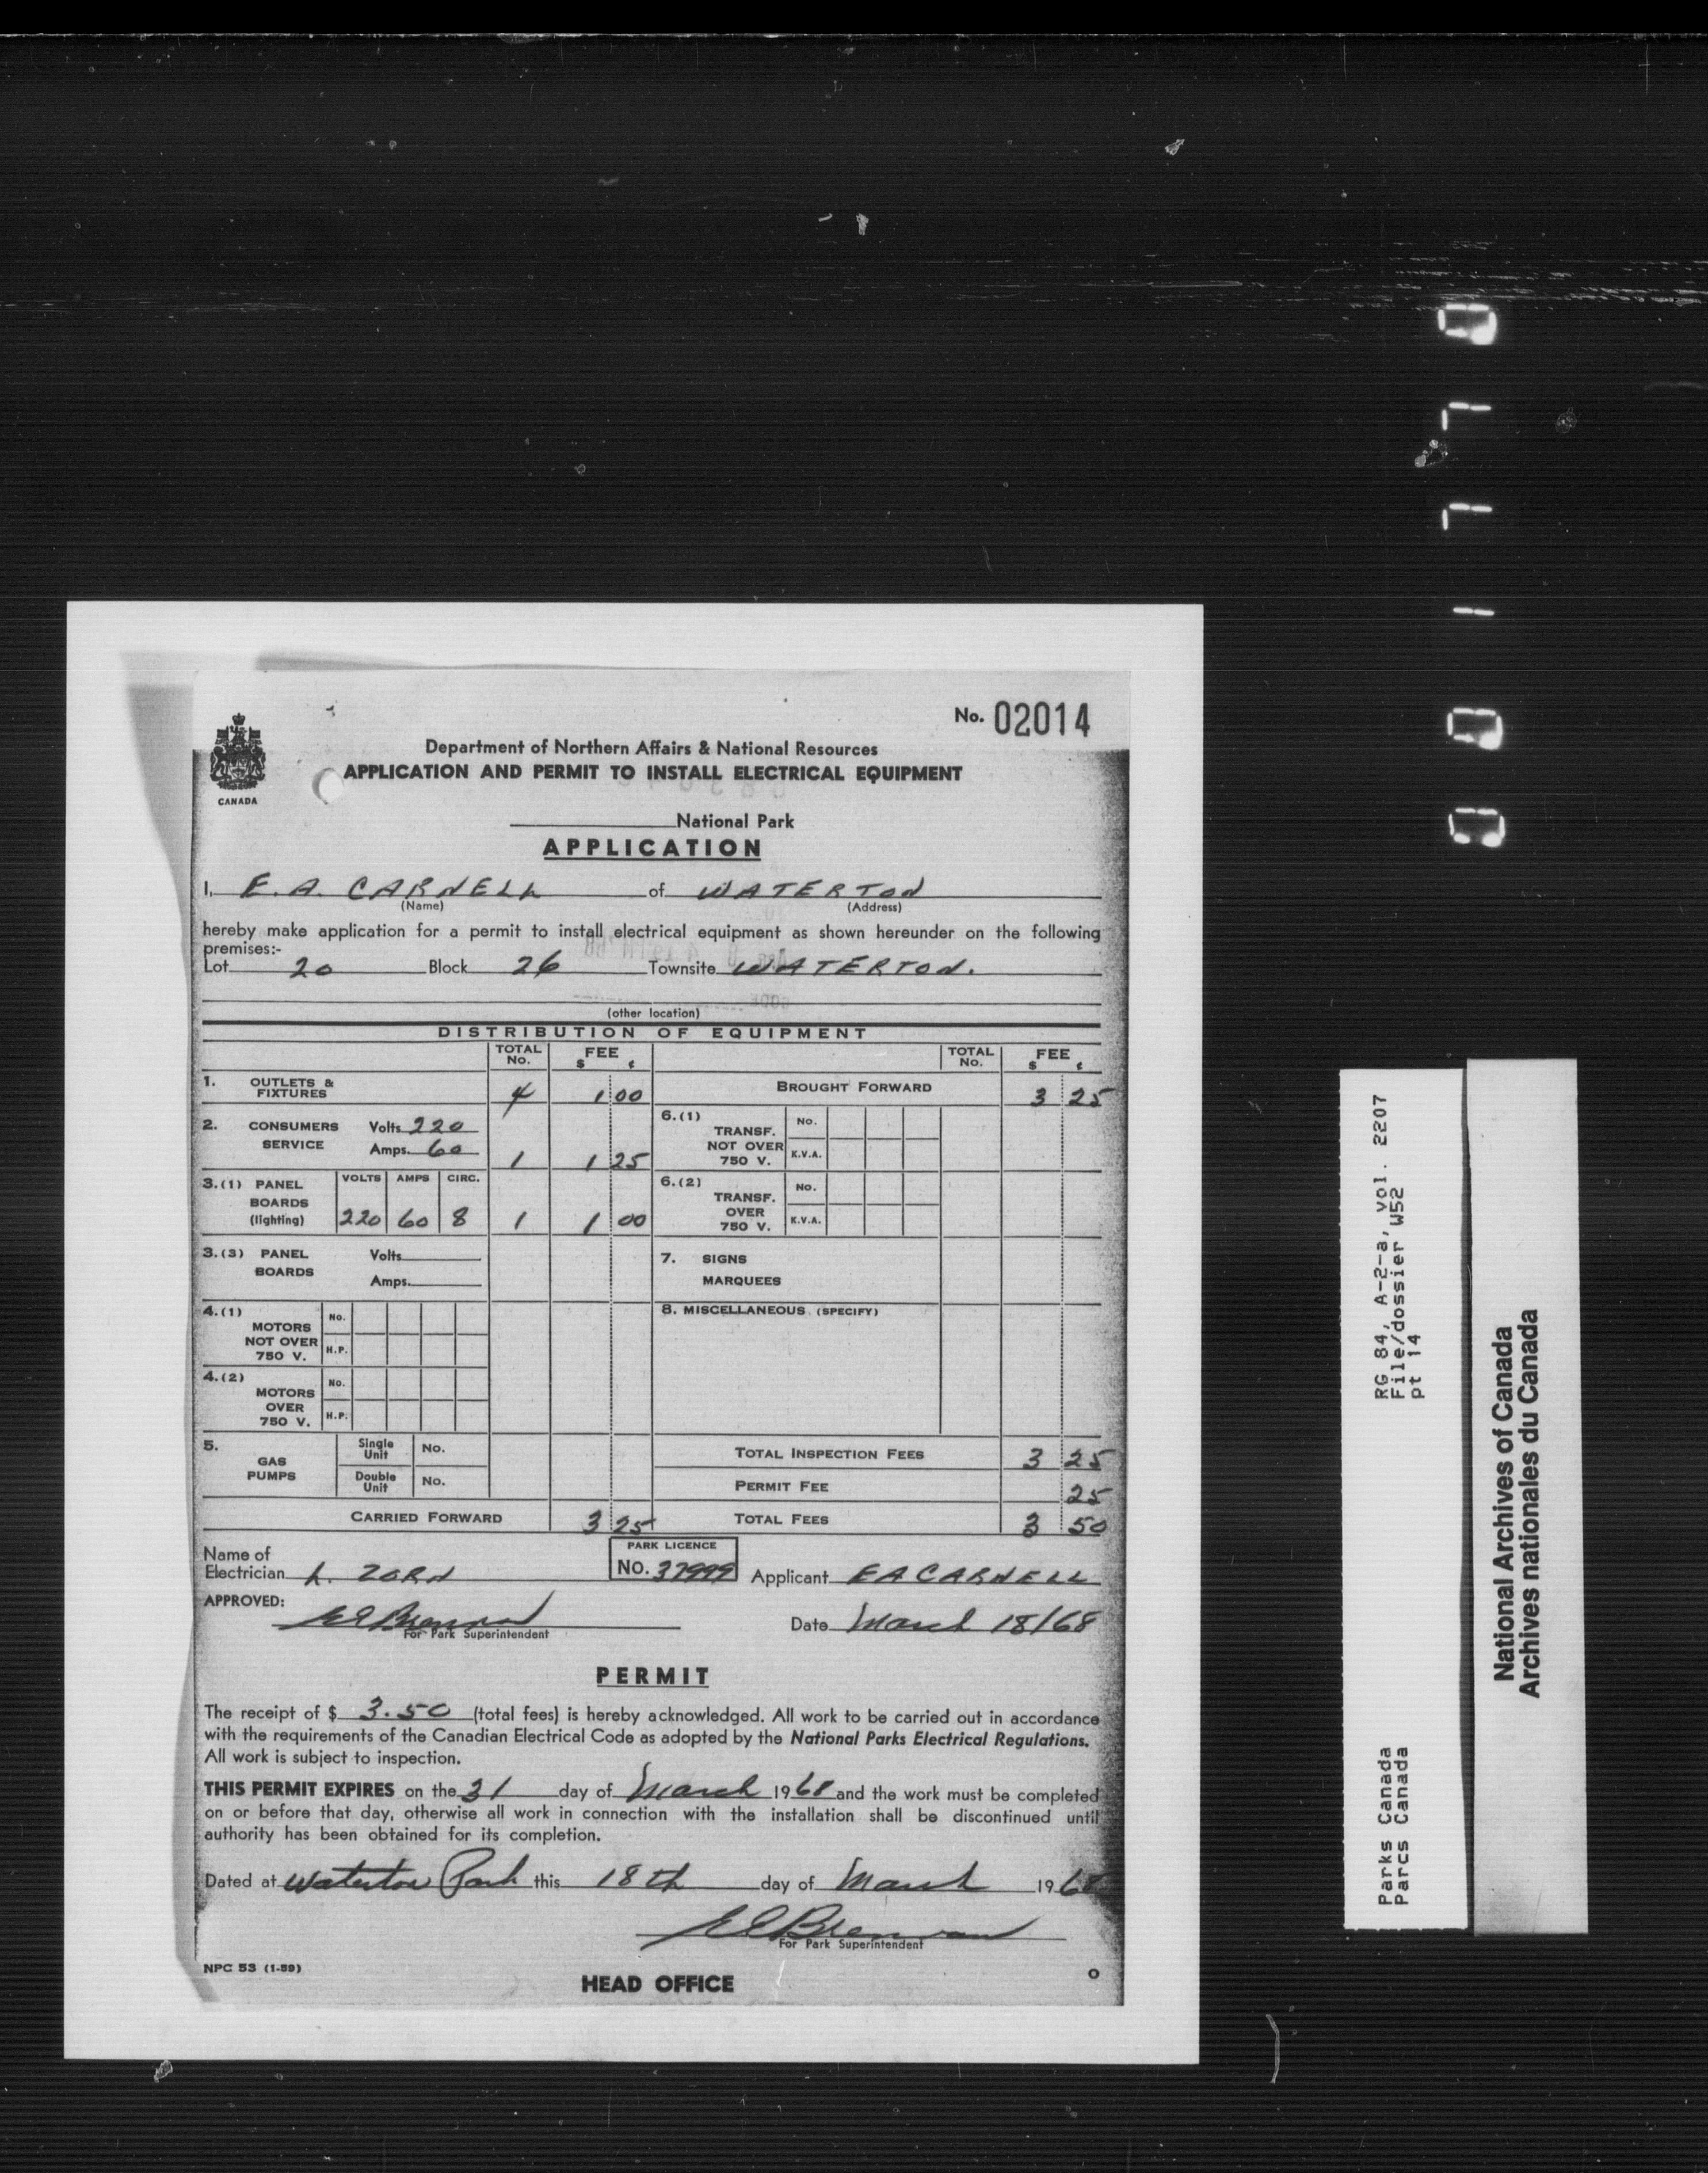 No. 02014
CANADA
Department of Northern Affairs & National Resources
APPLICATION AND PERMIT TO INSTALL ELECTRICAL EQUIPMENT
National Park
APPLICATION
I, E. A. CARNELL of WATERTON
(Name) (Address)
hereby make application for a permit to install electrical equipment as shown hereunder on the following
premises:-
Lot 20 Block 26 Townsite WATERTON.
(other location)
DISTRIBUTION OF EQUIPMENT
TOTAL No. FEE $ ¢
1. OUTLETS & FIXTURES 4 1 00
2. CONSUMERS SERVICE Volts 220 Amps. 60 1 1 25
3.(1) PANEL BOARDS (lighting) VOLTS AMPS CIRC. 220 60 8 1 1 00
3.(3) PANEL BOARDS Volts Amps.
4.(1) MOTORS NOT OVER 750 V. No. H.P.
4.(2) MOTORS OVER 750 V. No. H.P.
5. GAS PUMPS Single Unit No. Double Unit No.
CARRIED FORWARD 3 25
TOTAL No. FEE $ ¢
BROUGHT FORWARD 3 25
6.(1) TRANSF. NOT OVER 750 V. No. K.V.A.
6.(2) TRANSF. OVER 750 V. No. K.V.A.
7. SIGNS MARQUEES
8. MISCELLANEOUS (SPECIFY)
TOTAL INSPECTION FEES 3 25
PERMIT FEE 25
TOTAL FEES 3 50
Name of
Electrician L. ZORN PARK LICENCE No. 37999 Applicant E A CARNELL
APPROVED: E Brennan Date March 18/68
For Park Superintendent
PERMIT
The receipt of $ 3.50 (total fees) is hereby acknowledged. All work to be carried out in accordance
with the requirements of the Canadian Electrical Code as adopted by the National Parks Electrical Regulations.
All work is subject to inspection.
THIS PERMIT EXPIRES on the 31 day of March 1968 and the work must be completed
on or before that day, otherwise all work in connection with the installation shall be discontinued until
authority has been obtained for its completion.
Dated at Waterton Park this 18th day of March 1968
Brennan
For Park Superintendent
NPC 53 (1-59)
HEAD OFFICE
O
RG 84, A-2-a, vol. 2207
File/dossier W52
pt 14
Parks Canada
Parcs Canada
National Archives of Canada
Archives nationales du Canada